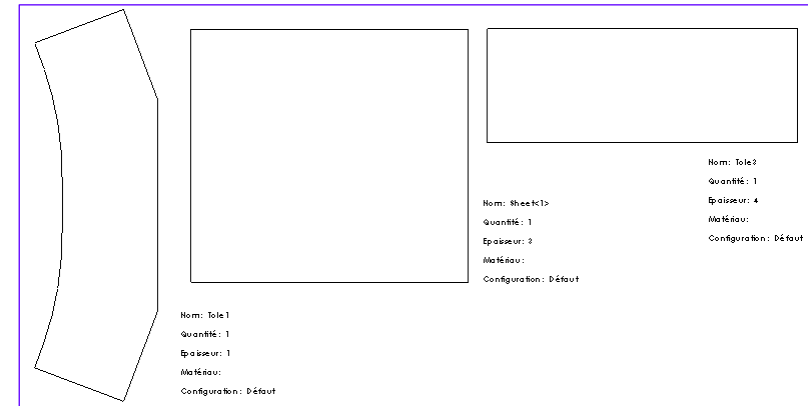 Nom: Tole3
Quantité: 1
Epaisseur: 4
Matériau:
Configuration: Défaut
Nom: Sheet<1>
Quantité: 1
Epaisseur: 3
Matériau:
Configuration: Défaut
Nom: Tole1
Quantité: 1
Epaisseur: 1
Matériau:
Configuration: Défaut